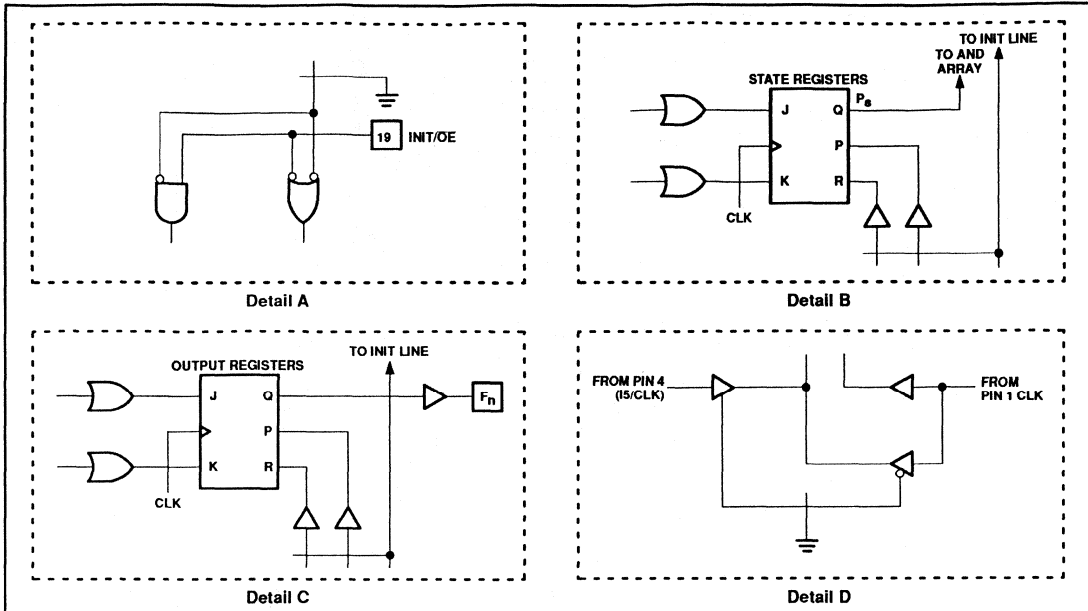 19 INIT/O̅E̅
Detail A
TO INIT LINE
TO AND
ARRAY
STATE REGISTERS
Ps
J Q
P
K R
CLK
Detail B
TO INIT LINE
OUTPUT REGISTERS
J Q Fn
P
K R
CLK
Detail C
FROM PIN 4
(I5/CLK)
FROM
PIN 1 CLK
Detail D